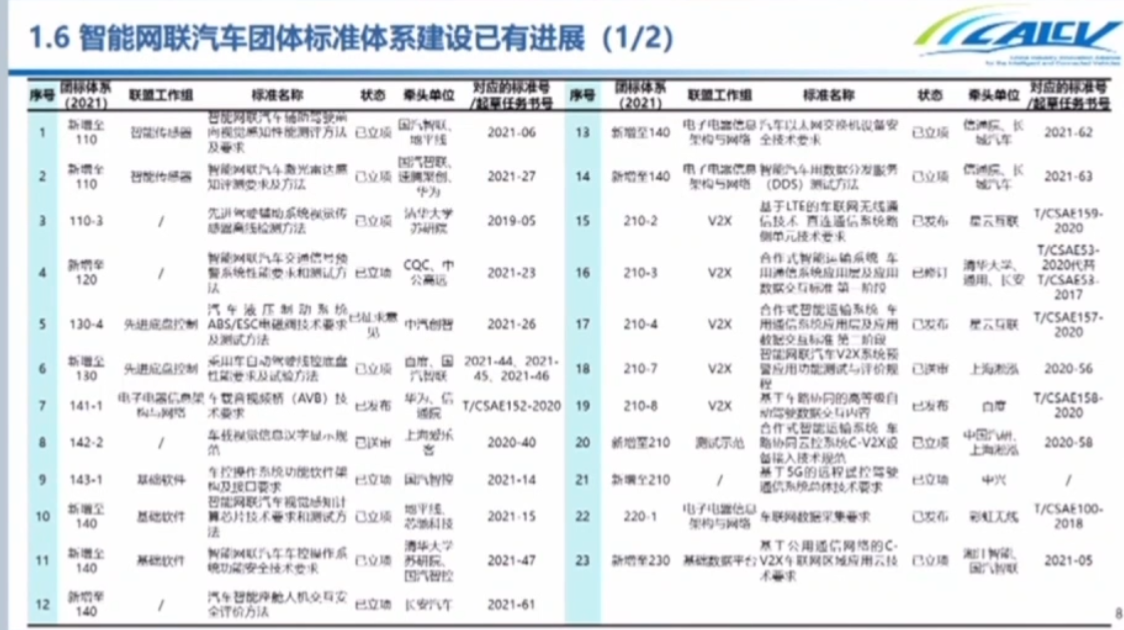 1.6 智能网联汽车团体标准体系建设已有进展（1/2）
CAICV
序号 团标体系（2021） 联盟工作组 标准名称 状态 牵头单位 对应的标准号/起草任务书号
1 新增至110 智能传感器 智能网联汽车辅助驾驶前向视觉感知性能测评方法及要求 已立项 国汽智联、地平线 2021-06
2 新增至110 智能传感器 智能网联汽车激光雷达感知评测要求及方法 已立项 国汽智联、速腾聚创、华为 2021-27
3 110-3 / 先进驾驶辅助系统视觉传感器离线检测方法 已立项 清华大学苏研院 2019-05
4 新增至120 / 智能网联汽车交通信号预警系统性能要求和测试方法 已立项 CQC、中公高远 2021-23
5 130-4 先进底盘控制 汽车液压制动系统ABS/ESC电磁阀技术要求及测试方法 已征求意见 中汽创智 2021-26
6 新增至130 先进底盘控制 乘用车自动驾驶线控底盘性能要求及试验方法 已立项 百度、国汽智联 2021-44、2021-45、2021-46
7 141-1 电子电器信息架构与网络 车载音视频桥（AVB）技术要求 已发布 华为、信通院 T/CSAE152-2020
8 142-2 / 车载视觉信息汉字显示规范 已送审 上海 客 2020-40
9 143-1 基础软件 车控操作系统功能软件架构及接口要求 已立项 国汽智控 2021-14
10 新增至140 基础软件 智能网联汽车视觉感知计算芯片技术要求和测试方法 已立项 地平线、芯驰科技 2021-15
11 新增至140 基础软件 智能网联汽车车控操作系统功能安全技术要求 已立项 清华大学苏研院、国汽智控 2021-47
12 新增至140 / 汽车智能座舱人机交互安全评价方法 已立项 长安汽车 2021-61
序号 团标体系（2021） 联盟工作组 标准名称 状态 牵头单位 对应的标准号/起草任务书号
13 新增至140 电子电器信息架构与网络 汽车以太网交换机设备安全技术要求 已立项 信通院、长城汽车 2021-62
14 新增至140 电子电器信息架构与网络 智能汽车用数据分发服务（DDS）测试方法 已立项 信通院、长城汽车 2021-63
15 210-2 V2X 基于LTE的车联网无线通信技术 直连通信系统路侧单元技术要求 已发布 星云互联 T/CSAE159-2020
16 210-3 V2X 合作式智能运输系统 车用通信系统应用层及应用数据交互标准 第一阶段 已修订 清华大学、通用、长安 T/CSAE53-2020代替T/CSAE53-2017
17 210-4 V2X 合作式智能运输系统 车用通信系统应用层及应用数据交互标准 第二阶段 已发布 星云互联 T/CSAE157-2020
18 210-7 V2X 智能网联汽车V2X系统预警应用功能测试与评价规程 已送审 上海淞泓 2020-56
19 210-8 V2X 基于车路协同的高等级自动驾驶数据交互内容 已发布 百度 T/CSAE158-2020
20 新增至210 测试示范 合作式智能运输系统 车路协同云控系统C-V2X设备接入技术规范 已立项 中国汽研、上海淞泓 2020-58
21 新增至210 / 基于5G的远程遥控驾驶 通信系统总体技术要求 已立项 中兴 /
22 220-1 电子电器信息架构与网络 车联网数据采集要求 已发布 彩虹无线 T/CSAE100-2018
23 新增至230 基础数据平台 基于公用通信网络的C-V2X车联网区域应用云技术要求 已立项 湘江智能、国汽智联 2021-05
8